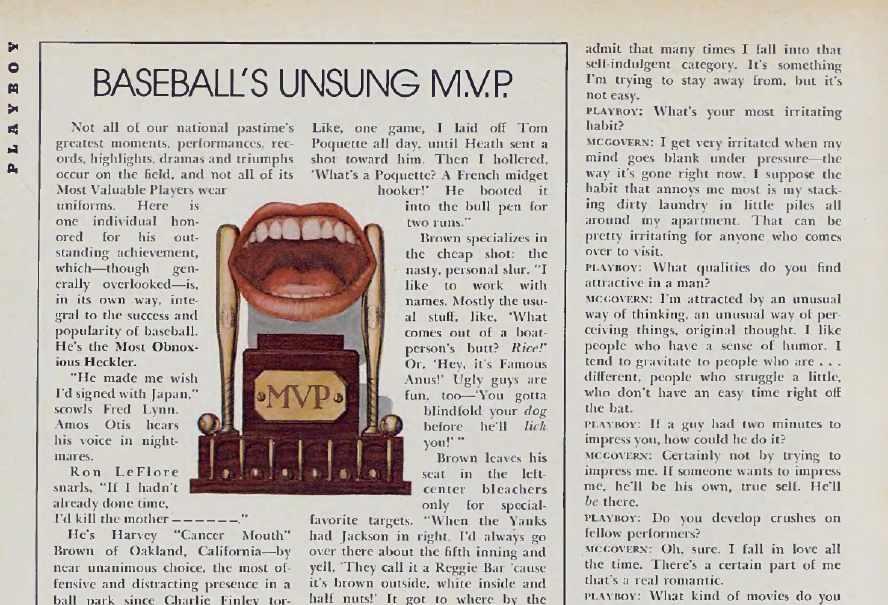 PLAYBOY
BASEBALL'S UNSUNG M.V.P.
Not all of our national pastime's
greatest moments, performances, rec-
ords, highlights, dramas and triumphs
occur on the field, and not all of its
Most Valuable Players wear
uniforms. Here is
one individual hon-
ored for his out-
standing achievement,
which—though gen-
erally overlooked—is,
in its own way, inte-
gral to the success and
popularity of baseball.
He's the Most Obnox-
ious Heckler.
"He made me wish
I'd signed with Japan,"
scowls Fred Lynn.
Amos Otis hears
his voice in night-
mares.
Ron LeFlore
snarls, "If I hadn't
already done time,
I'd kill the mother ––––––."
He's Harvey "Cancer Mouth"
Brown of Oakland, California—by
near unanimous choice, the most of-
fensive and distracting presence in a
ball park since Charlie Finley tor-
Like, one game, I laid off Tom
Poquette all day, until Heath sent a
shot toward him. Then I hollered,
'What's a Poquette? A French midget
hooker!' He booted it
into the bull pen for
two runs."
Brown specializes in
the cheap shot: the
nasty, personal slur. "I
like to work with
names. Mostly the usu-
al stuff, like, 'What
comes out of a boat-
person's butt? Rice!'
Or, 'Hey, it's Famous
Anus!' Ugly guys are
fun, too—'You gotta
blindfold your dog
before he'll lick
you!' "
Brown leaves his
seat in the left-
center bleachers
only for special-
favorite targets. "When the Yanks
had Jackson in right, I'd always go
over there about the fifth inning and
yell, 'They call it a Reggie Bar 'cause
it's brown outside, white inside and
half nuts!' It got to where by the
MVP
admit that many times I fall into that
self-indulgent category. It's something
I'm trying to stay away from, but it's
not easy.
PLAYBOY: What's your most irritating
habit?
MCGOVERN: I get very irritated when my
mind goes blank under pressure—the
way it's gone right now. I suppose the
habit that annoys me most is my stack-
ing dirty laundry in little piles all
around my apartment. That can be
pretty irritating for anyone who comes
over to visit.
PLAYBOY: What qualities do you find
attractive in a man?
MCGOVERN: I'm attracted by an unusual
way of thinking, an unusual way of per-
ceiving things, original thought. I like
people who have a sense of humor. I
tend to gravitate to people who are . . .
different, people who struggle a little,
who don't have an easy time right off
the bat.
PLAYBOY: If a guy had two minutes to
impress you, how could he do it?
MCGOVERN: Certainly not by trying to
impress me. If someone wants to impress
me, he'll be his own, true self. He'll
be there.
PLAYBOY: Do you develop crushes on
fellow performers?
MCGOVERN: Oh, sure. I fall in love all
the time. There's a certain part of me
that's a real romantic.
PLAYBOY: What kind of movies do you